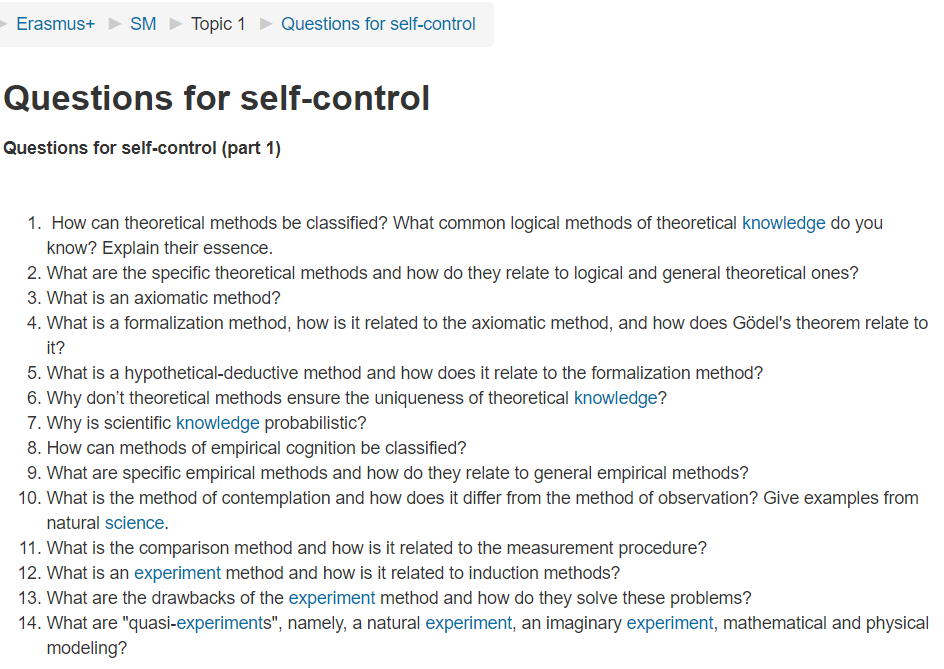 Erasmus+ ▶ SM ▶ Topic 1 ▶ Questions for self-control
Questions for self-control
Questions for self-control (part 1)
1. How can theoretical methods be classified? What common logical methods of theoretical knowledge do you
know? Explain their essence.
2. What are the specific theoretical methods and how do they relate to logical and general theoretical ones?
3. What is an axiomatic method?
4. What is a formalization method, how is it related to the axiomatic method, and how does Gödel's theorem relate to
it?
5. What is a hypothetical-deductive method and how does it relate to the formalization method?
6. Why don’t theoretical methods ensure the uniqueness of theoretical knowledge?
7. Why is scientific knowledge probabilistic?
8. How can methods of empirical cognition be classified?
9. What are specific empirical methods and how do they relate to general empirical methods?
10. What is the method of contemplation and how does it differ from the method of observation? Give examples from
natural science.
11. What is the comparison method and how is it related to the measurement procedure?
12. What is an experiment method and how is it related to induction methods?
13. What are the drawbacks of the experiment method and how do they solve these problems?
14. What are "quasi-experiments", namely, a natural experiment, an imaginary experiment, mathematical and physical
modeling?